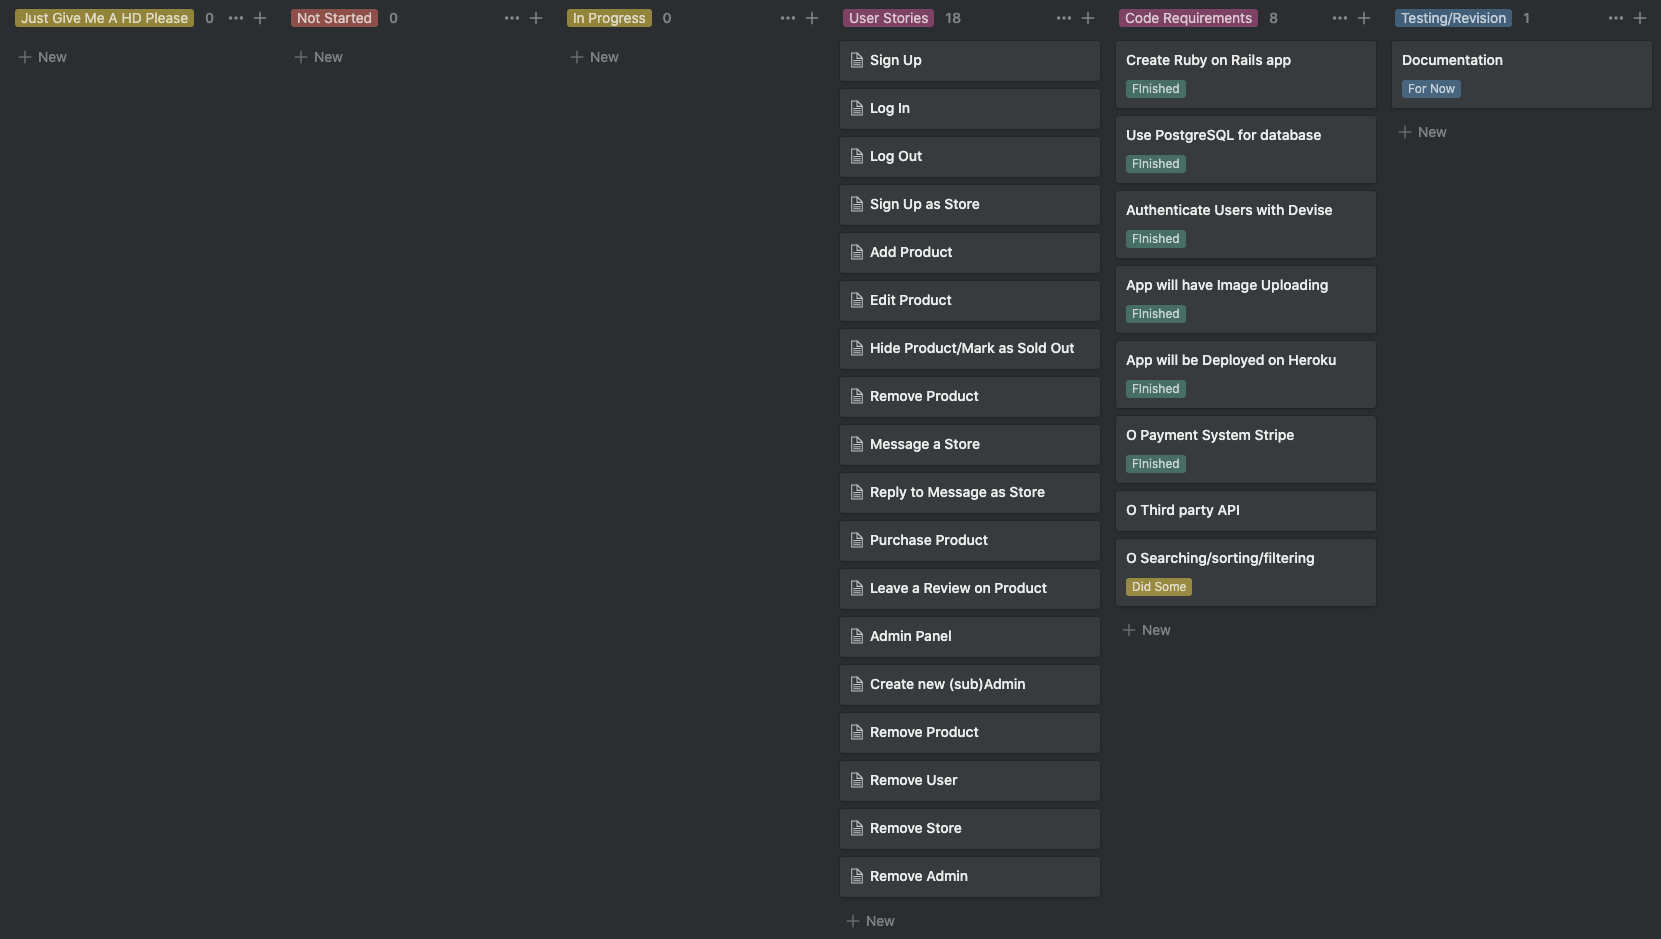 Just Give Me A HD Please 0
New
Not Started 0
New
In Progress 0
New
User Stories 18
Sign Up
Log In
Log Out
Sign Up as Store
Add Product
Edit Product
Hide Product/Mark as Sold Out
Remove Product
Message a Store
Reply to Message as Store
Purchase Product
Leave a Review on Product
Admin Panel
Create new (sub)Admin
Remove Product
Remove User
Remove Store
Remove Admin
New
Code Requirements 8
Create Ruby on Rails app
FInished
Use PostgreSQL for database
FInished
Authenticate Users with Devise
FInished
App will have Image Uploading
FInished
App will be Deployed on Heroku
FInished
O Payment System Stripe
FInished
O Third party API
O Searching/sorting/filtering
Did Some
New
Testing/Revision 1
Documentation
For Now
New